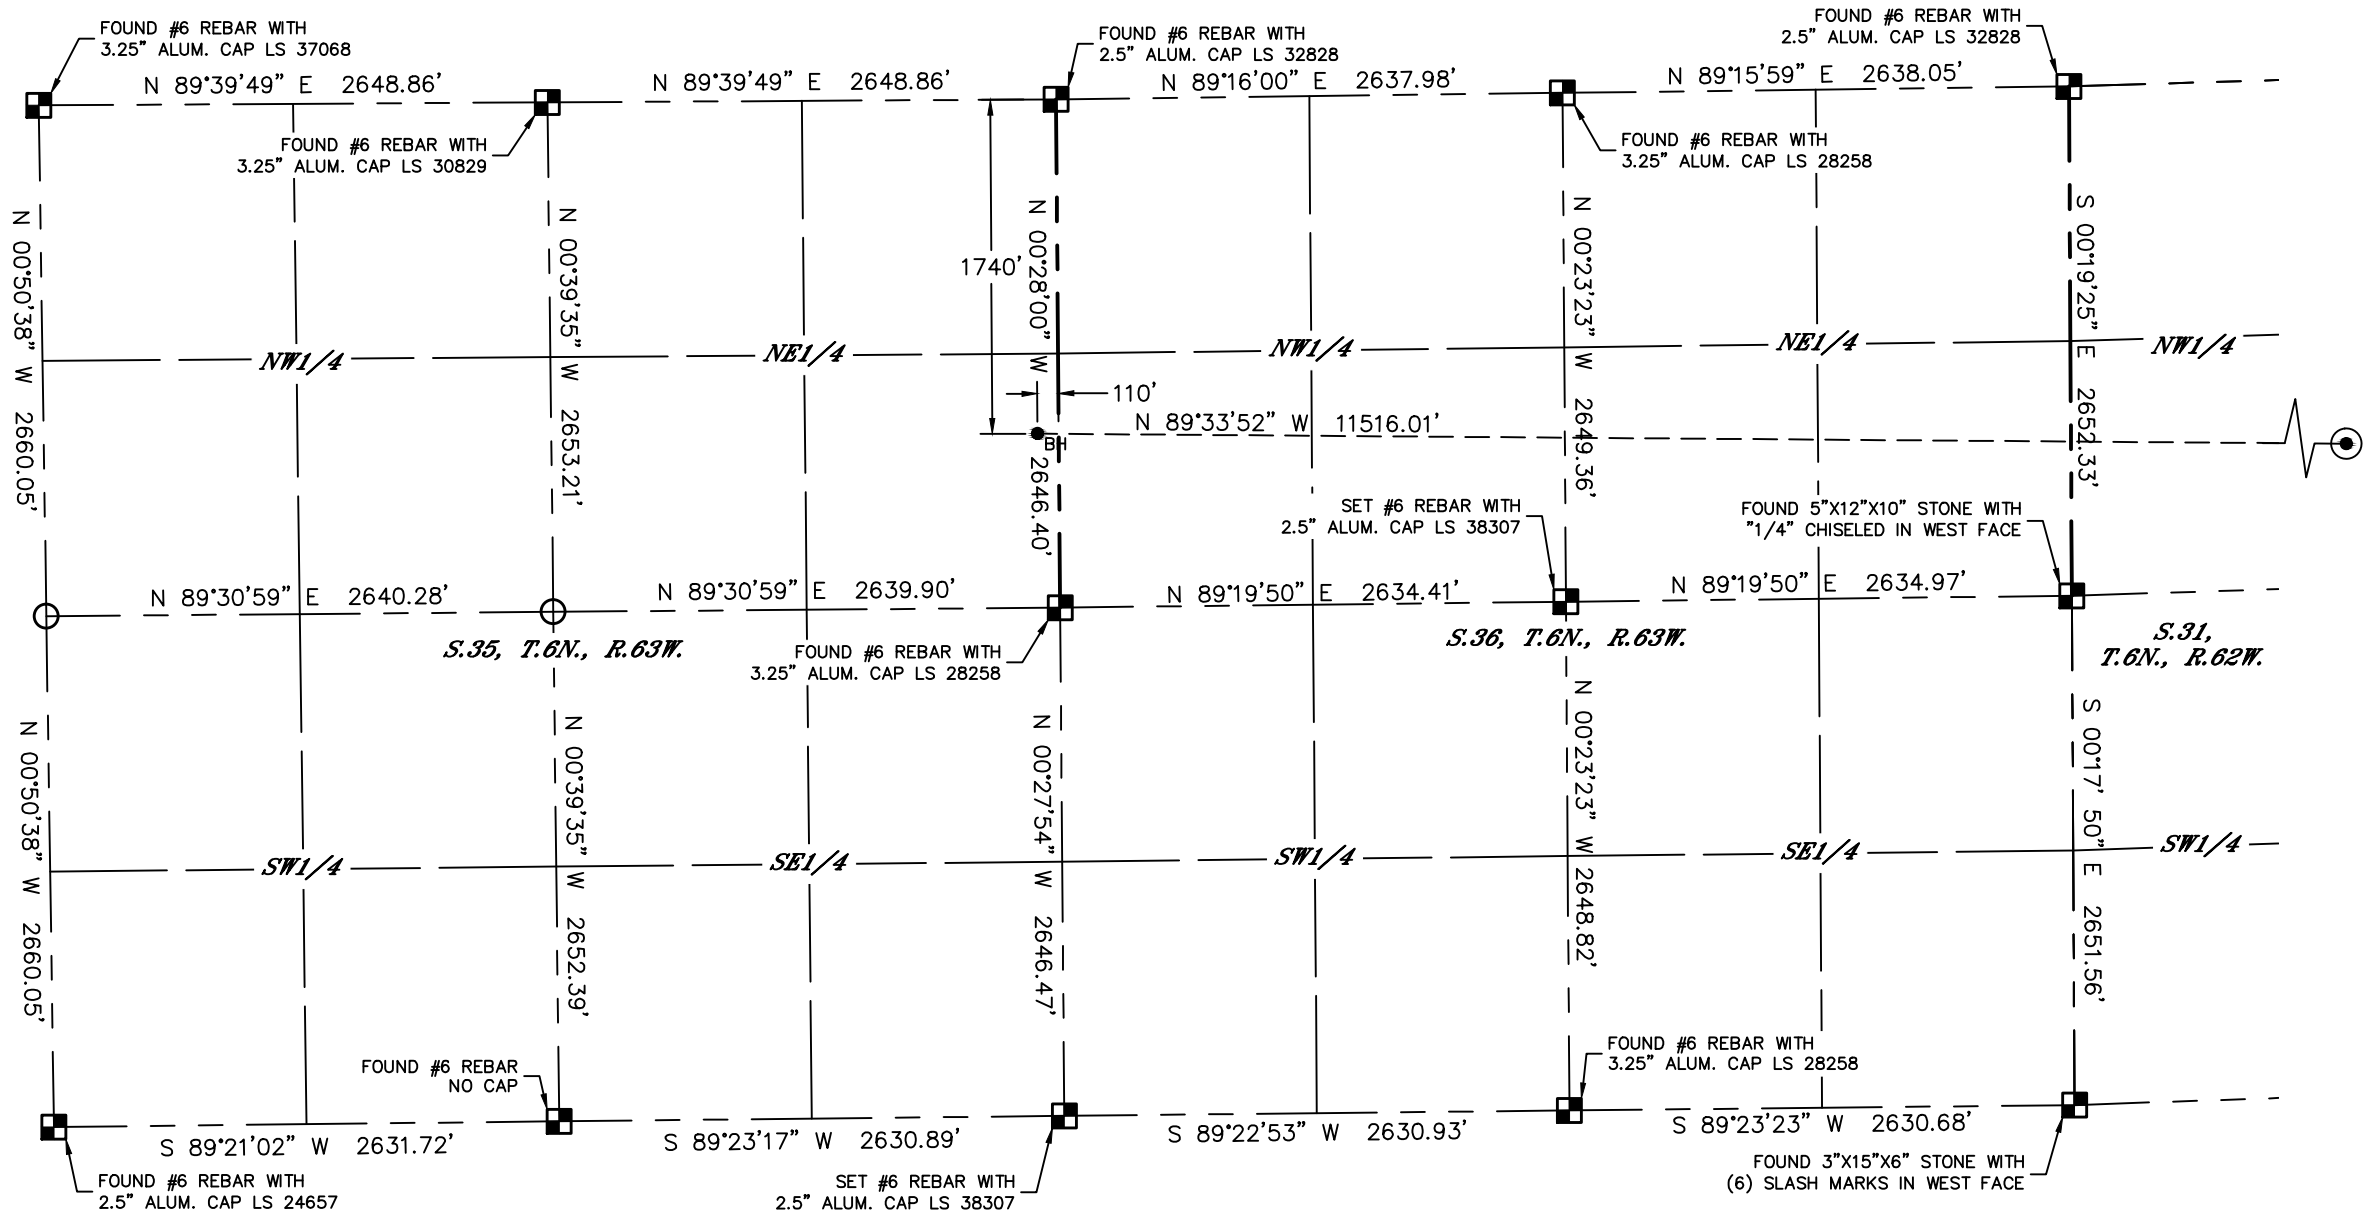 FOUND #6 REBAR WITH
3.25" ALUM. CAP LS 37068
FOUND #6 REBAR WITH
2.5" ALUM. CAP LS 32828
FOUND #6 REBAR WITH
2.5" ALUM. CAP LS 32828
N 89°39'49" E 2648.86'
N 89°39'49" E 2648.86'
N 89°16'00" E 2637.98'
N 89°15'59" E 2638.05'
FOUND #6 REBAR WITH
3.25" ALUM. CAP LS 30829
FOUND #6 REBAR WITH
3.25" ALUM. CAP LS 28258
N 00°50'38" W 2660.05'
N 00°39'35" W 2653.21'
1740'
N 00°28'00" W 2646.40'
N 00°23'23" W 2649.36'
S 00°19'25" E 2652.33'
NW1/4
NE1/4
NW1/4
NE1/4
NW1/4
110'
N 89°33'52" W 11516.01'
BH
SET #6 REBAR WITH
2.5" ALUM. CAP LS 38307
FOUND 5"X12"X10" STONE WITH
"1/4" CHISELED IN WEST FACE
N 89°30'59" E 2640.28'
N 89°30'59" E 2639.90'
N 89°19'50" E 2634.41'
N 89°19'50" E 2634.97'
S.35, T.6N., R.63W.
S.36, T.6N., R.63W.
S.31,
T.6N., R.62W.
FOUND #6 REBAR WITH
3.25" ALUM. CAP LS 28258
N 00°50'38" W 2660.05'
N 00°39'35" W 2652.39'
N 00°27'54" W 2646.47'
N 00°23'23" W 2648.82'
S 00°17' 50" E 2651.56'
SW1/4
SE1/4
SW1/4
SE1/4
SW1/4
FOUND #6 REBAR
NO CAP
FOUND #6 REBAR WITH
3.25" ALUM. CAP LS 28258
S 89°21'02" W 2631.72'
S 89°23'17" W 2630.89'
S 89°22'53" W 2630.93'
S 89°23'23" W 2630.68'
FOUND #6 REBAR WITH
2.5" ALUM. CAP LS 24657
SET #6 REBAR WITH
2.5" ALUM. CAP LS 38307
FOUND 3"X15"X6" STONE WITH
(6) SLASH MARKS IN WEST FACE